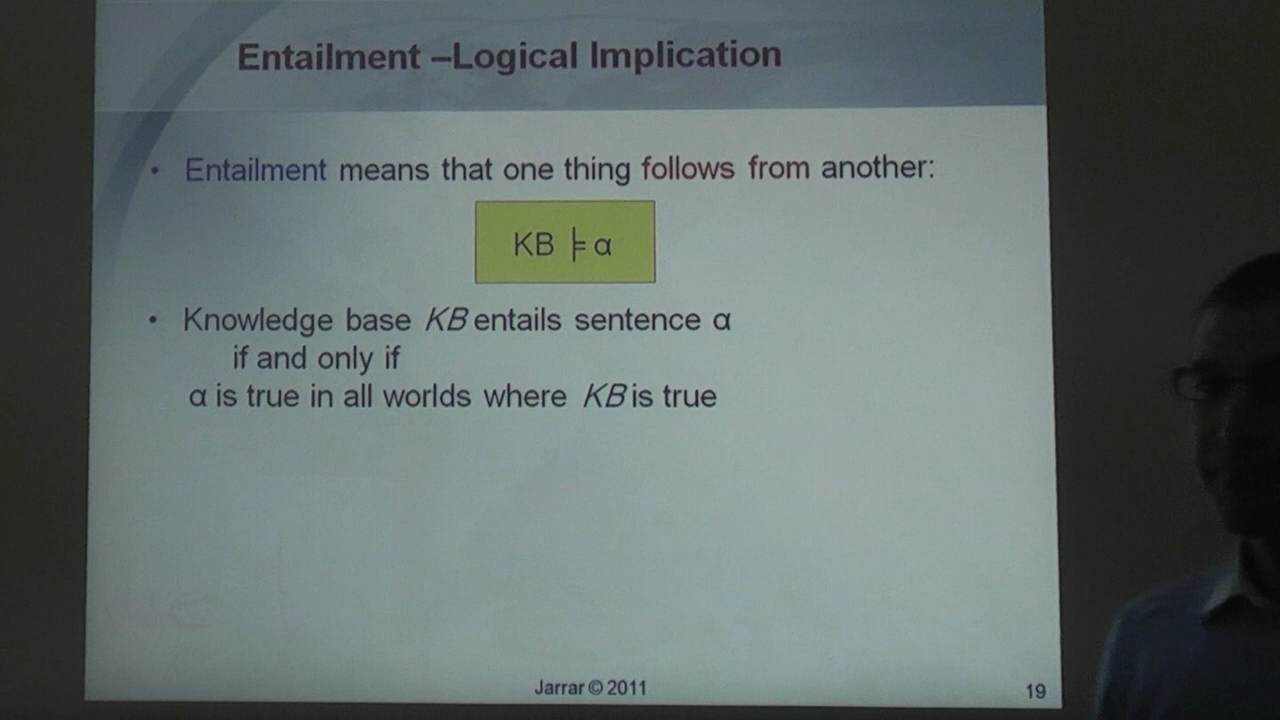 Entailment –Logical Implication
• Entailment means that one thing follows from another:
KB ⊨ α
• Knowledge base KB entails sentence α
if and only if
α is true in all worlds where KB is true
Jarrar © 2011
19